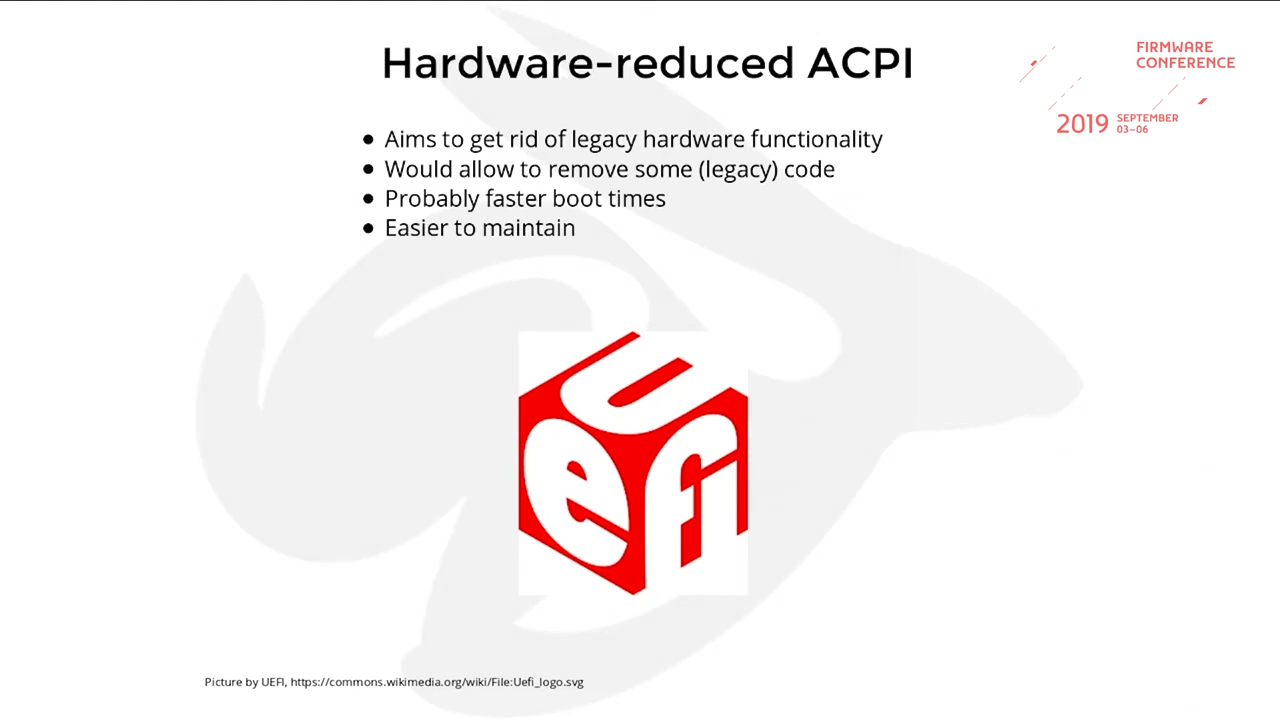 Hardware-reduced ACPI
FIRMWARE
CONFERENCE
2019 SEPTEMBER
03–06
● Aims to get rid of legacy hardware functionality
● Would allow to remove some (legacy) code
● Probably faster boot times
● Easier to maintain
U
efi
Picture by UEFI, https://commons.wikimedia.org/wiki/File:Uefi_logo.svg